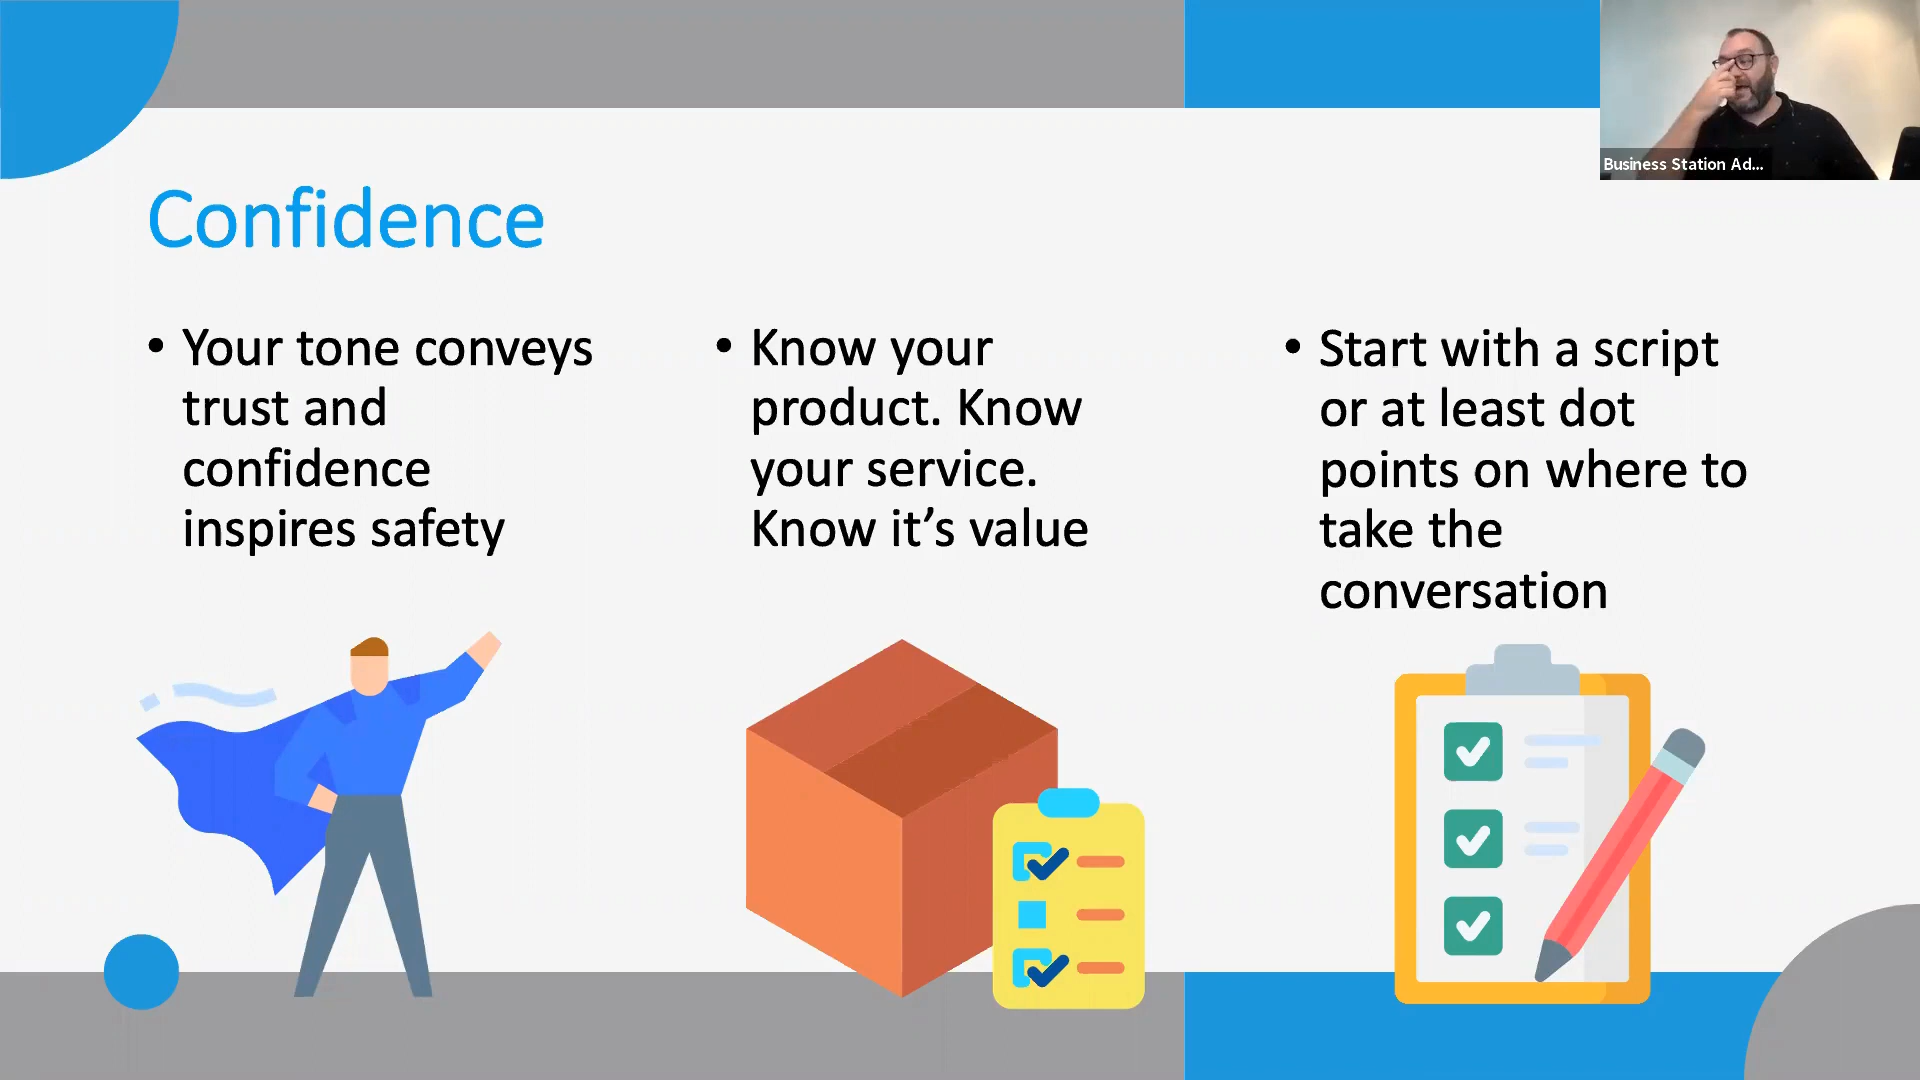 Business Station Ad...
Confidence
• Your tone conveys
trust and
confidence
inspires safety
• Know your
product. Know
your service.
Know it’s value
• Start with a script
or at least dot
points on where to
take the
conversation